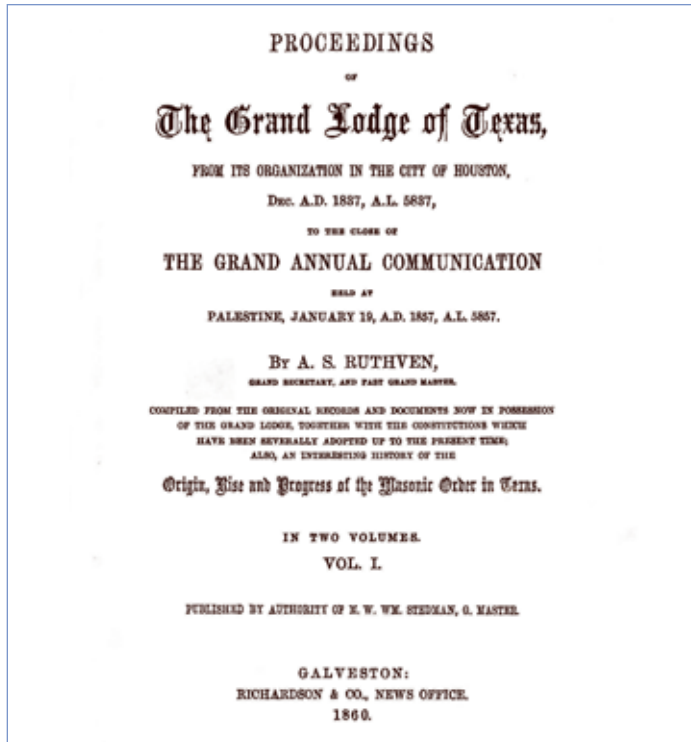 PROCEEDINGS
OF
The Grand Lodge of Texas,
FROM ITS ORGANIZATION IN THE CITY OF HOUSTON,
DEC. A.D. 1837, A.L. 5837,
TO THE CLOSE OF
THE GRAND ANNUAL COMMUNICATION
HELD AT
PALESTINE, JANUARY 19, A.D. 1857, A.L. 5857.
BY A. S. RUTHVEN,
GRAND SECRETARY, AND PAST GRAND MASTER.
COMPILED FROM THE ORIGINAL RECORDS AND DOCUMENTS NOW IN POSSESSION
OF THE GRAND LODGE, TOGETHER WITH THE CONSTITUTIONS WHICH
HAVE BEEN SEVERALLY ADOPTED UP TO THE PRESENT TIME;
ALSO, AN INTERESTING HISTORY OF THE
Origin, Rise and Progress of the Masonic Order in Texas.
IN TWO VOLUMES.
VOL. I.
PUBLISHED BY AUTHORITY OF M. W. WM. STEDMAN, G. MASTER.
GALVESTON:
RICHARDSON & CO., NEWS OFFICE.
1860.